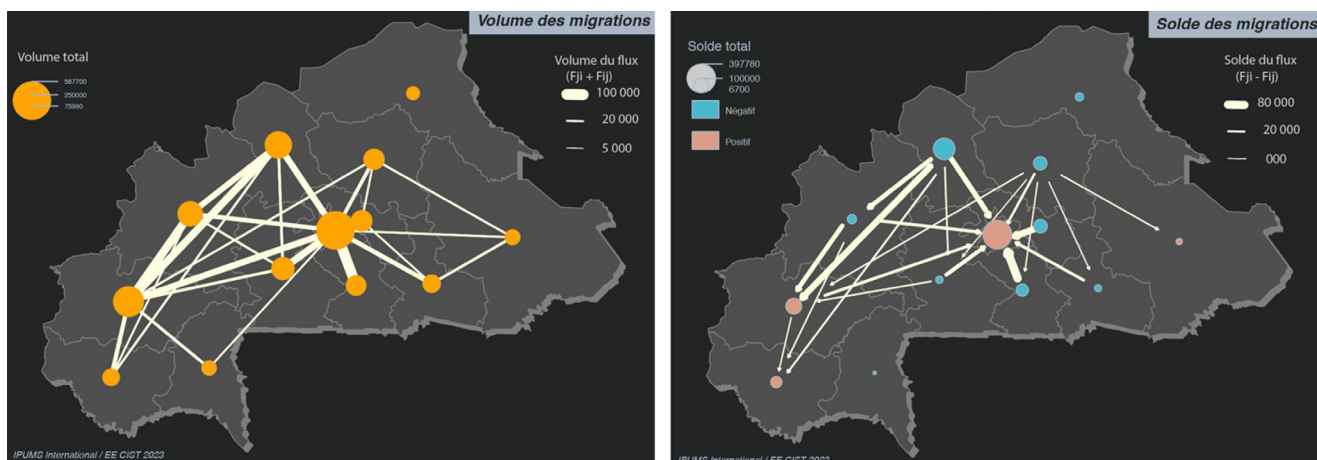 Volume des migrations
Volume total
587700
250000
75990
Volume du flux
(Fji + Fij)
100 000
20 000
5 000
IPUMS International / EE CIST 2023
Solde des migrations
Solde total
397780
100000
6700
Négatif
Positif
Solde du flux
(Fji - Fij)
80 000
20 000
000
IPUMS International / EE CIST 2023